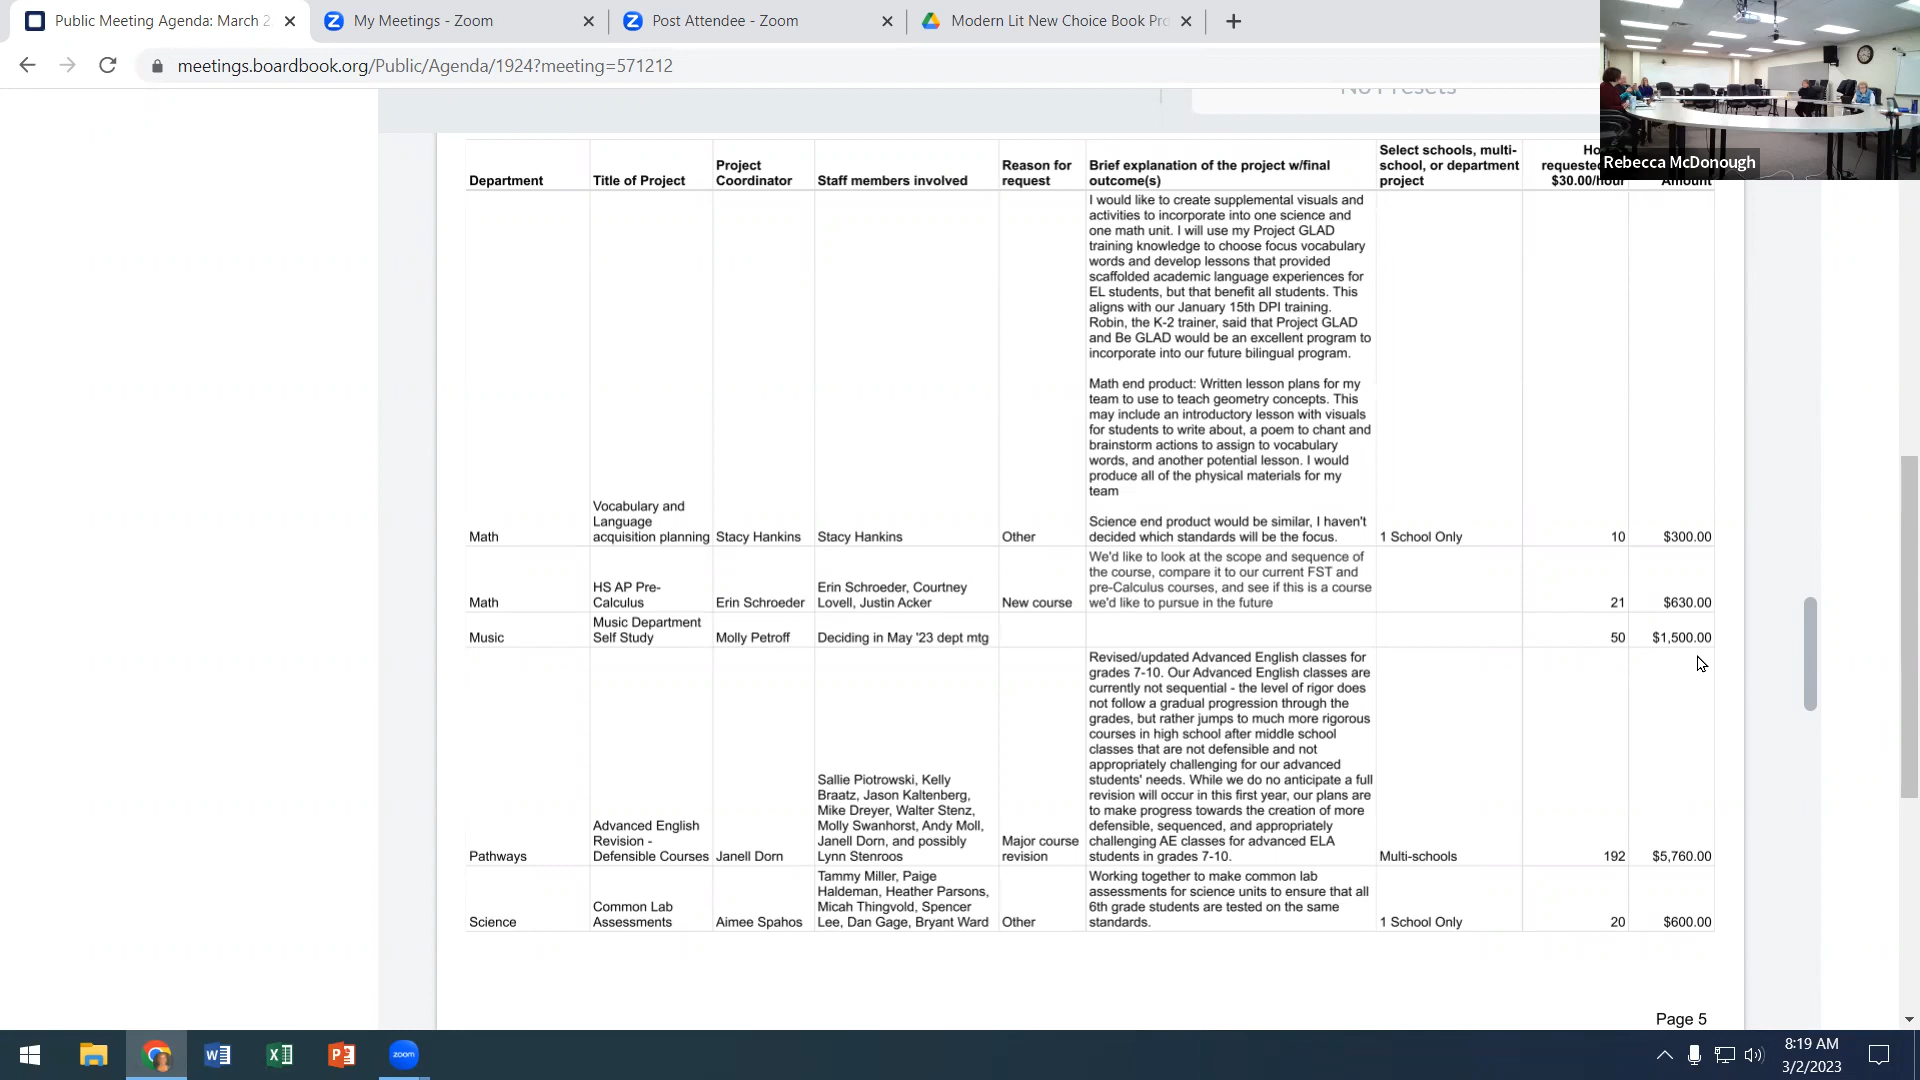 Public Meeting Agenda: March 2
My Meetings - Zoom
Post Attendee - Zoom
Modern Lit New Choice Book Pro
meetings.boardbook.org/Public/Agenda/1924?meeting=571212
No Presets
Rebecca McDonough
Department
Title of Project
Project
Coordinator
Staff members involved
Reason for
request
Brief explanation of the project w/final
outcome(s)
Select schools, multi-
school, or department
project
requested
$30.00/hour
Amount
I would like to create supplemental visuals and
activities to incorporate into one science and
one math unit. I will use my Project GLAD
training knowledge to choose focus vocabulary
words and develop lessons that provided
scaffolded academic language experiences for
EL students, but that benefit all students. This
aligns with our January 15th DPI training.
Robin, the K-2 trainer, said that Project GLAD
and Be GLAD would be an excellent program to
incorporate into our future bilingual program.
Math end product: Written lesson plans for my
team to use to teach geometry concepts. This
may include an introductory lesson with visuals
for students to write about, a poem to chant and
brainstorm actions to assign to vocabulary
words, and another potential lesson. I would
produce all of the physical materials for my
team
Science end product would be similar, I haven't
decided which standards will be the focus.
Math
Vocabulary and
Language
acquisition planning
Stacy Hankins
Stacy Hankins
Other
1 School Only
10
$300.00
Math
HS AP Pre-
Calculus
Erin Schroeder
Erin Schroeder, Courtney
Lovell, Justin Acker
New course
We'd like to look at the scope and sequence of
the course, compare it to our current FST and
pre-Calculus courses, and see if this is a course
we'd like to pursue in the future
21
$630.00
Music
Music Department
Self Study
Molly Petroff
Deciding in May '23 dept mtg
50
$1,500.00
Pathways
Advanced English
Revision -
Defensible Courses
Janell Dorn
Sallie Piotrowski, Kelly
Braatz, Jason Kaltenberg,
Mike Dreyer, Walter Stenz,
Molly Swanhorst, Andy Moll,
Janell Dorn, and possibly
Lynn Stenroos
Major course
revision
Revised/updated Advanced English classes for
grades 7-10. Our Advanced English classes are
currently not sequential - the level of rigor does
not follow a gradual progression through the
grades, but rather jumps to much more rigorous
courses in high school after middle school
classes that are not defensible and not
appropriately challenging for our advanced
students' needs. While we do no anticipate a full
revision will occur in this first year, our plans are
to make progress towards the creation of more
defensible, sequenced, and appropriately
challenging AE classes for advanced ELA
students in grades 7-10.
Multi-schools
192
$5,760.00
Science
Common Lab
Assessments
Aimee Spahos
Tammy Miller, Paige
Haldeman, Heather Parsons,
Micah Thingvold, Spencer
Lee, Dan Gage, Bryant Ward
Other
Working together to make common lab
assessments for science units to ensure that all
6th grade students are tested on the same
standards.
1 School Only
20
$600.00
Page 5
zoom
8:19 AM
3/2/2023